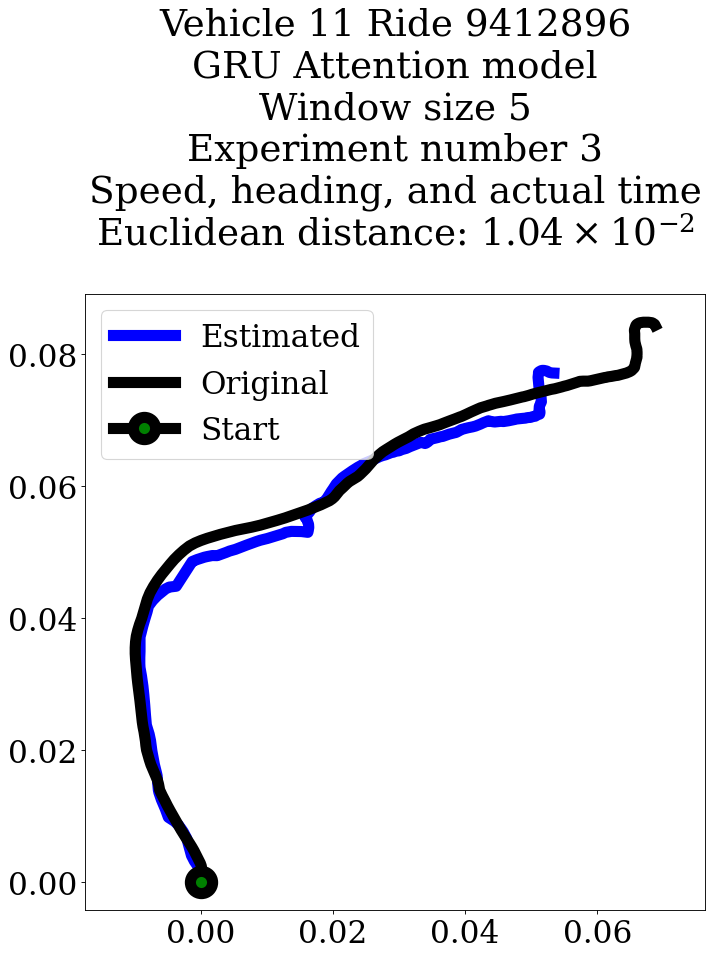 Vehicle 11 Ride 9412896
GRU Attention model
Window size 5
Experiment number 3
Speed, heading, and actual time
Euclidean distance: 1.04 × 10⁻²
Estimated
Original
Start
0.08
0.06
0.04
0.02
0.00
0.00 0.02 0.04 0.06